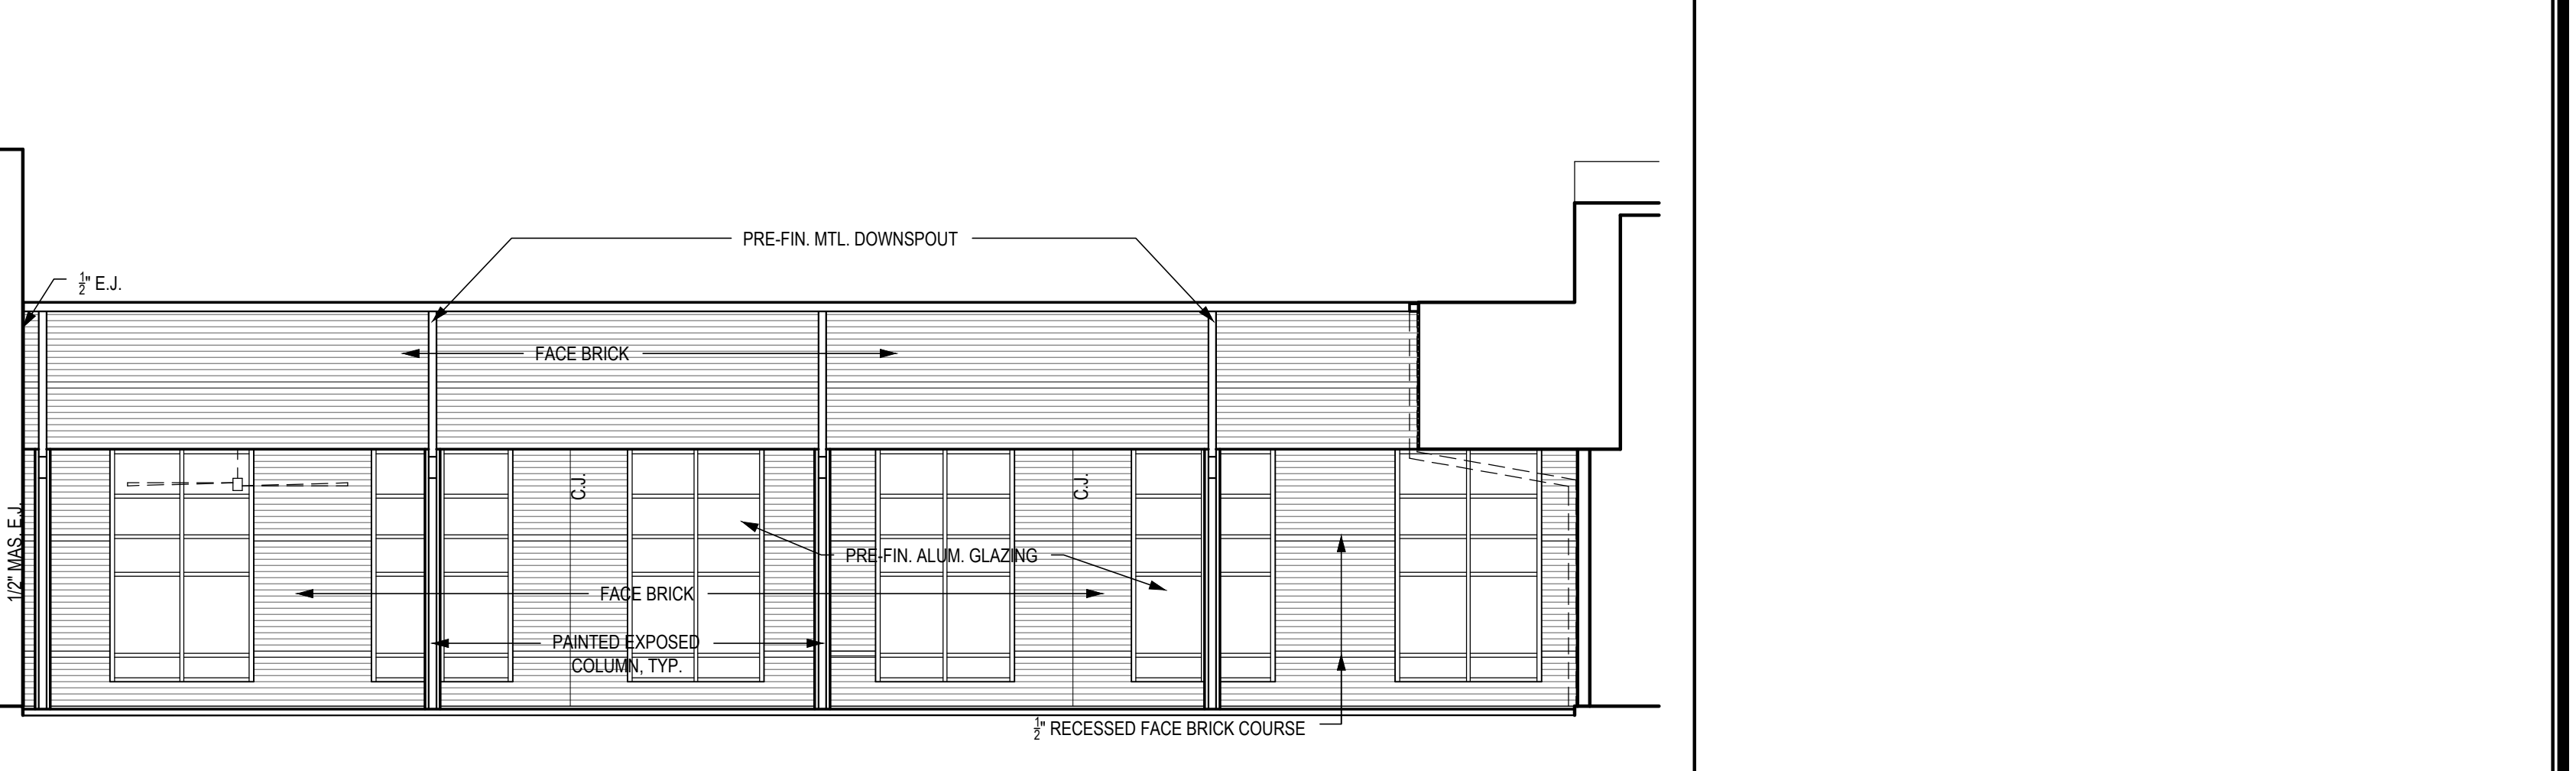 PRE-FIN. MTL. DOWNSPOUT
½" E.J.
FACE BRICK
C.J.
C.J.
1/2" MAS. E.J.
PRE-FIN. ALUM. GLAZING
FACE BRICK
PAINTED EXPOSED
COLUMN, TYP.
½" RECESSED FACE BRICK COURSE